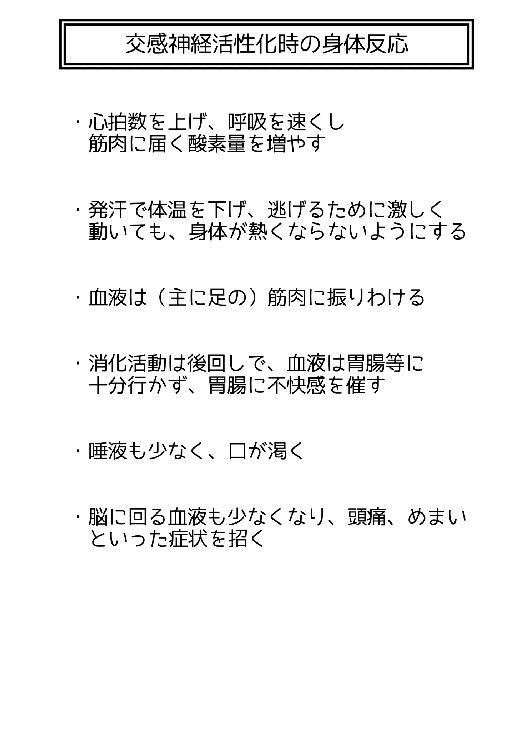 交感神経活性化時の身体反応
・心拍数を上げ、呼吸を速くし
筋肉に届く酸素量を増やす
・発汗で体温を下げ、逃げるために激しく
動いても、身体が熱くならないようにする
・血液は（主に足の）筋肉に振りわける
・消化活動は後回しで、血液は胃腸等に
十分行かず、胃腸に不快感を催す
・唾液も少なく、口が渇く
・脳に回る血液も少なくなり、頭痛、めまい
といった症状を招く